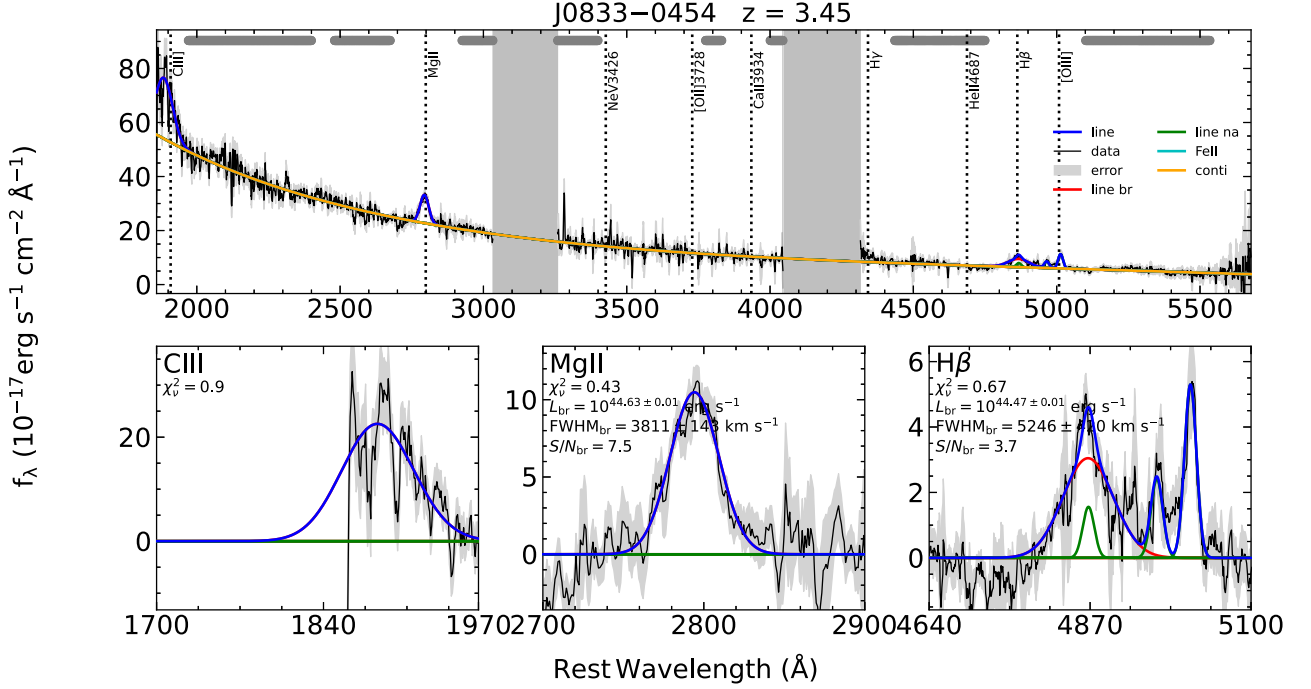 J0833−0454 z = 3.45
f_λ (10⁻¹⁷erg s⁻¹ cm⁻² Å⁻¹)
80
60
40
20
0
CIII]
MgII
NeV3426
[OII]3728
CaII3934
Hγ
HeII4687
Hβ
[OIII]
line
data
error
line br
line na
FeII
conti
2000 2500 3000 3500 4000 4500 5000 5500
CIII
χ²_ν = 0.9
20
0
1700 1840 1970
MgII
χ²_ν = 0.43
L_br = 10^44.63 ± 0.01 erg s⁻¹
FWHM_br = 3811 ± 143 km s⁻¹
S/N_br = 7.5
10
5
0
2700 2800 2900
Hβ
χ²_ν = 0.67
L_br = 10^44.47 ± 0.01 erg s⁻¹
FWHM_br = 5246 ± km s⁻¹
S/N_br = 3.7
6
4
2
0
4640 4870 5100
Rest Wavelength (Å)